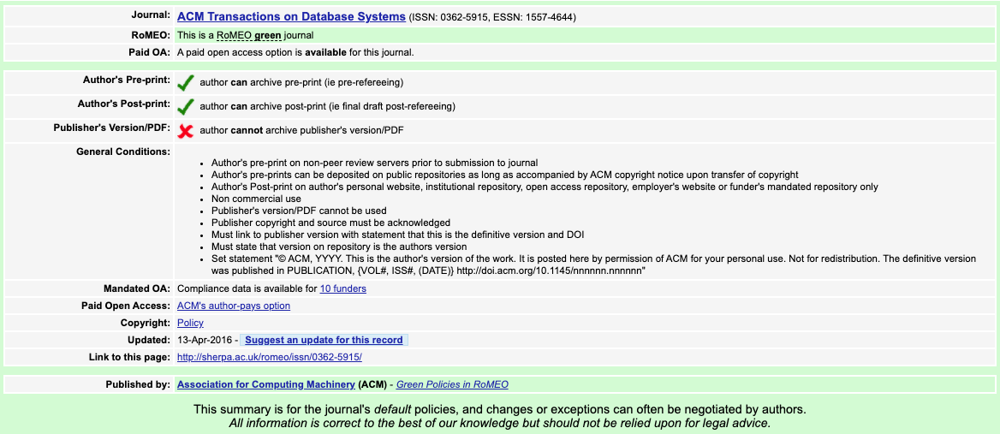 Journal: ACM Transactions on Database Systems (ISSN: 0362-5915, ESSN: 1557-4644)
RoMEO: This is a RoMEO green journal
Paid OA: A paid open access option is available for this journal.
Author's Pre-print: author can archive pre-print (ie pre-refereeing)
Author's Post-print: author can archive post-print (ie final draft post-refereeing)
Publisher's Version/PDF: author cannot archive publisher's version/PDF
General Conditions:
• Author's pre-print on non-peer review servers prior to submission to journal
• Author's pre-prints can be deposited on public repositories as long as accompanied by ACM copyright notice upon transfer of copyright
• Author's Post-print on author's personal website, institutional repository, open access repository, employer's website or funder's mandated repository only
• Non commercial use
• Publisher's version/PDF cannot be used
• Publisher copyright and source must be acknowledged
• Must link to publisher version with statement that this is the definitive version and DOI
• Must state that version on repository is the authors version
• Set statement "© ACM, YYYY. This is the author's version of the work. It is posted here by permission of ACM for your personal use. Not for redistribution. The definitive version
was published in PUBLICATION, {VOL#, ISS#, (DATE)} http://doi.acm.org/10.1145/nnnnnn.nnnnnn"
Mandated OA: Compliance data is available for 10 funders
Paid Open Access: ACM's author-pays option
Copyright: Policy
Updated: 13-Apr-2016 - Suggest an update for this record
Link to this page: http://sherpa.ac.uk/romeo/issn/0362-5915/
Published by: Association for Computing Machinery (ACM) - Green Policies in RoMEO
This summary is for the journal's default policies, and changes or exceptions can often be negotiated by authors.
All information is correct to the best of our knowledge but should not be relied upon for legal advice.